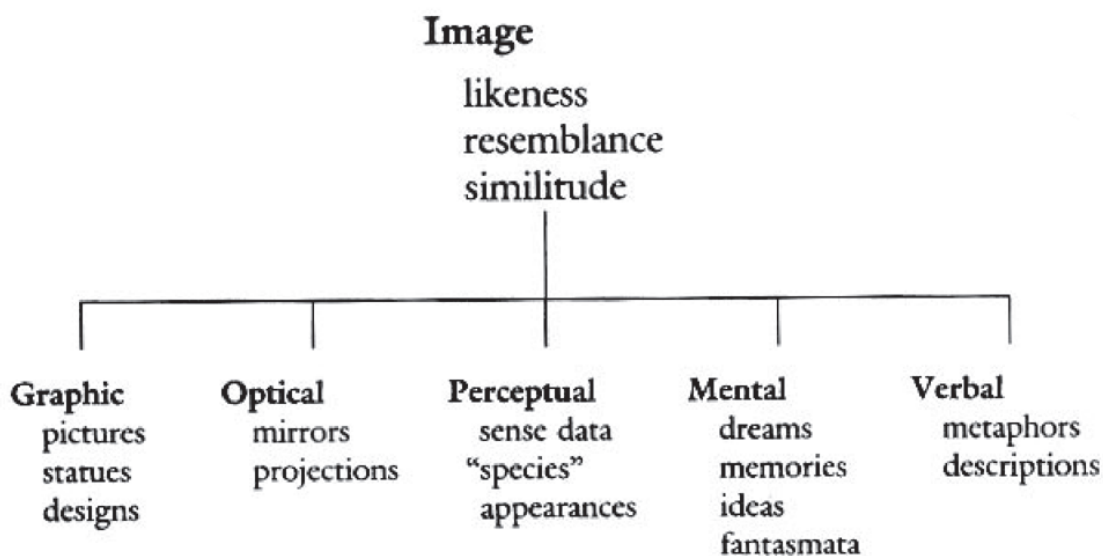 Image
likeness
resemblance
similitude
Graphic
pictures
statues
designs
Optical
mirrors
projections
Perceptual
sense data
“species”
appearances
Mental
dreams
memories
ideas
fantasmata
Verbal
metaphors
descriptions